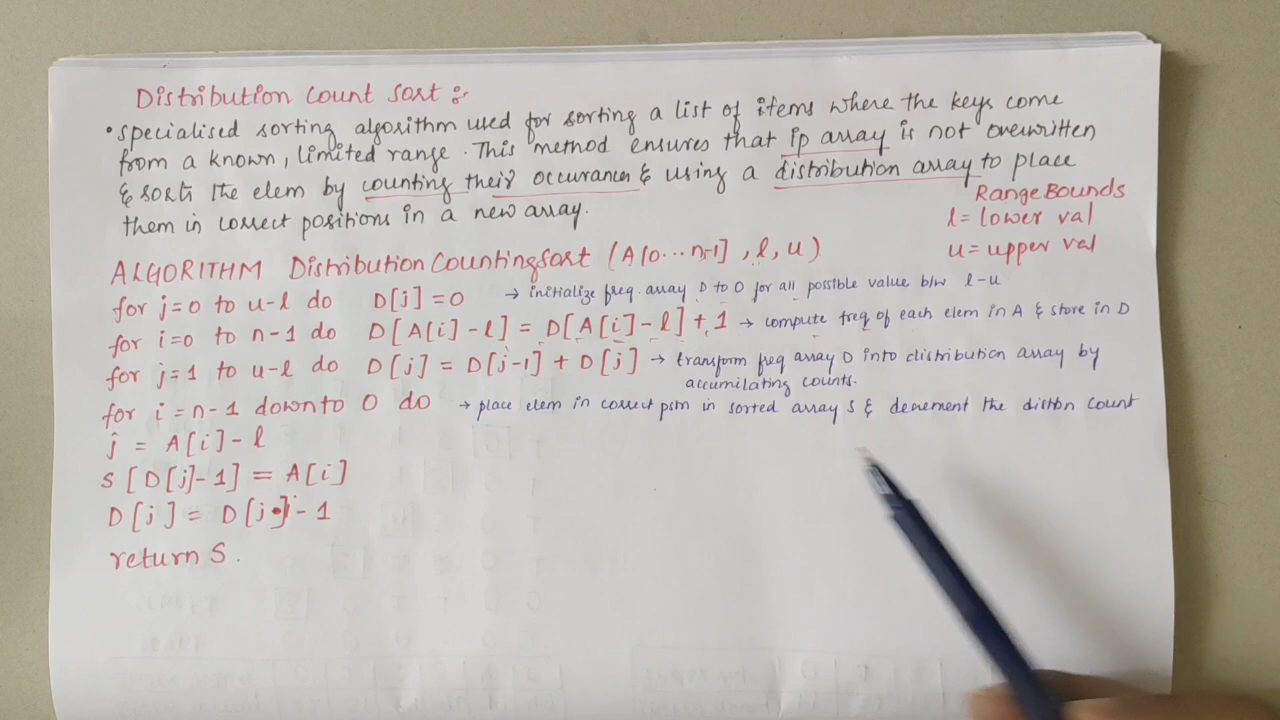 Distribution Count Sort :-
• specialised sorting algorithm used for sorting a list of items where the keys come
from a known, limited range. This method ensures that ip array is not overwritten
& sorts the elem by counting their occurances & using a distribution array to place
them in correct positions in a new array.
Range Bounds
l = lower val
u = upper val
ALGORITHM Distribution CountingSort (A[0...n-1], l, u)
for j=0 to u-l do D[j] = 0 → initialize freq. array D to 0 for all possible value b/w l-u
for i=0 to n-1 do D[A[i]-l] = D[A[i]-l]+1 → compute freq of each elem in A & store in D
for j=1 to u-l do D[j] = D[j-1] + D[j] → transform freq array D into distribution array by
accumilating counts.
for i = n-1 downto 0 do → place elem in correct pstn in sorted array S & decrement the distbn count
j = A[i]-l
S[D[j]-1] = A[i]
D[j] = D[j]-1
return S.